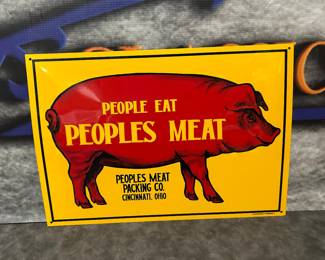 PEOPLE EAT
PEOPLES MEAT
PEOPLES MEAT
PACKING CO.
CINCINNATI, OHIO